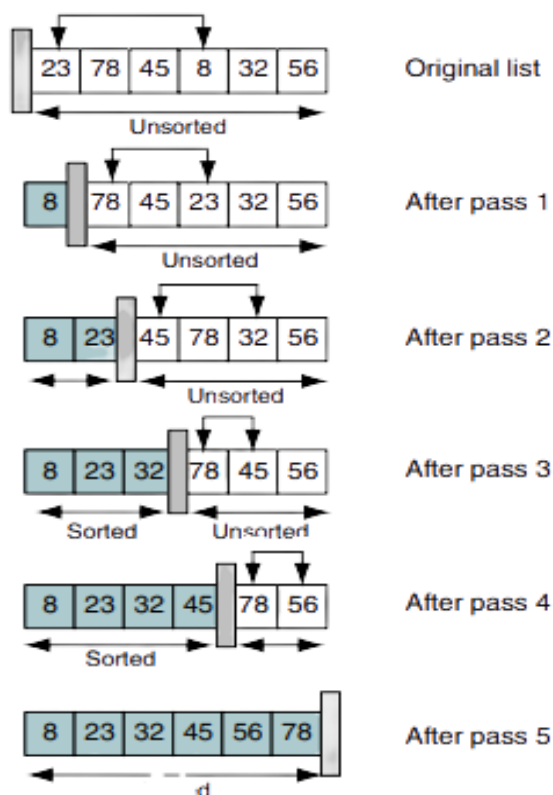 23 78 45 8 32 56 Original list
Unsorted
8 78 45 23 32 56 After pass 1
Unsorted
8 23 45 78 32 56 After pass 2
Unsorted
8 23 32 78 45 56 After pass 3
Sorted Unsorted
8 23 32 45 78 56 After pass 4
Sorted
8 23 32 45 56 78 After pass 5